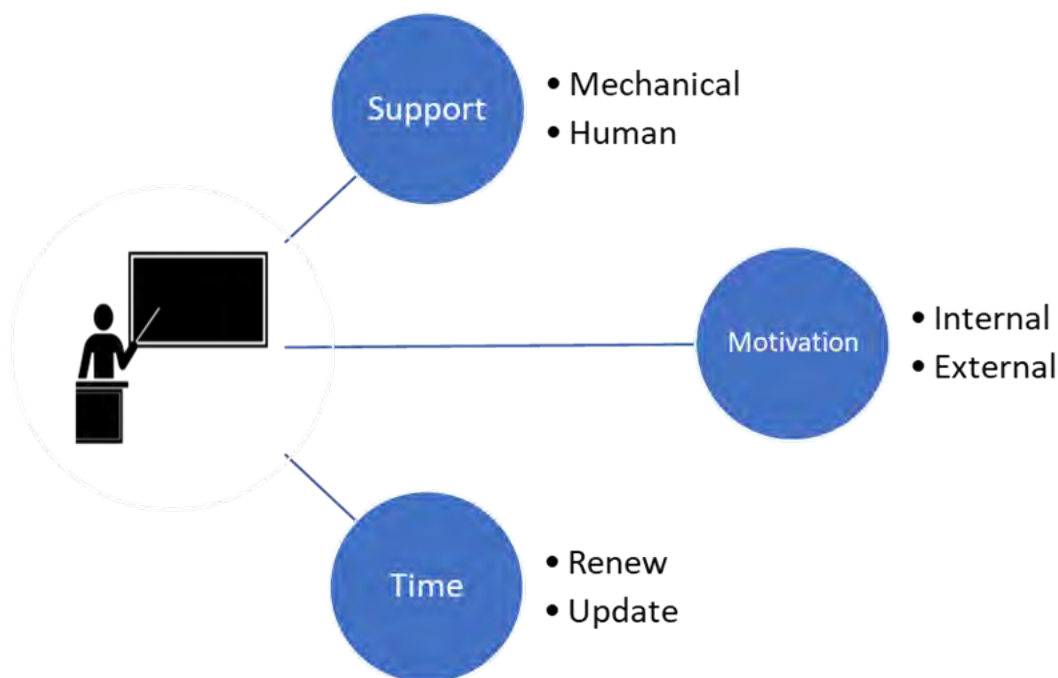 Support
• Mechanical
• Human
Motivation
• Internal
• External
Time
• Renew
• Update